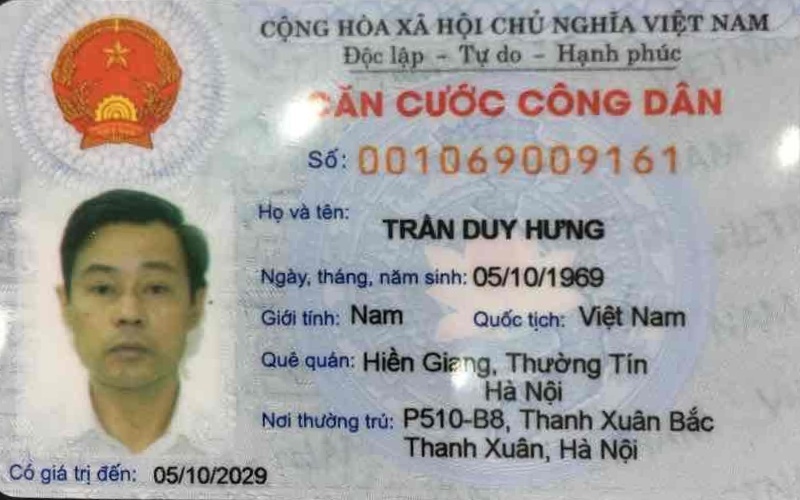 CỘNG HÒA XÃ HỘI CHỦ NGHĨA VIỆT NAM
Độc lập - Tự do - Hạnh phúc
CĂN CƯỚC CÔNG DÂN
Số: 001069009161
Họ và tên:
TRẦN DUY HƯNG
Ngày, tháng, năm sinh: 05/10/1969
Giới tính: Nam Quốc tịch: Việt Nam
Quê quán: Hiền Giang, Thường Tín
Hà Nội
Nơi thường trú: P510-B8, Thanh Xuân Bắc
Thanh Xuân, Hà Nội
Có giá trị đến: 05/10/2029